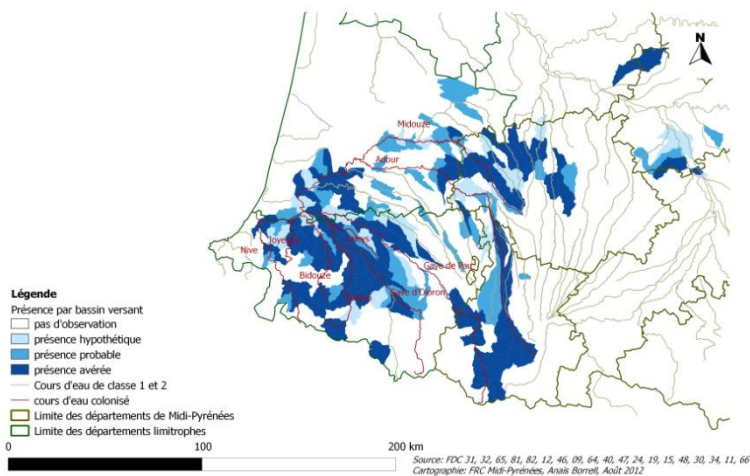 N
Midouze
Adour
Nive
Bidouze
Gave de Pau
Gave d'Oloron
Légende
Présence par bassin versant
pas d'observation
présence hypothétique
présence probable
présence avérée
Cours d'eau de classe 1 et 2
cours d'eau colonisé
Limite des départements de Midi-Pyrénées
Limite des départements limitrophes
0 100 200 km
Source: FDC 31, 32, 65, 81, 82, 12, 46, 09, 64, 40, 47, 24, 19, 15, 48, 30, 34, 11, 66
Cartographie: FRC Midi-Pyrénées, Anaïs Borrell, Août 2012